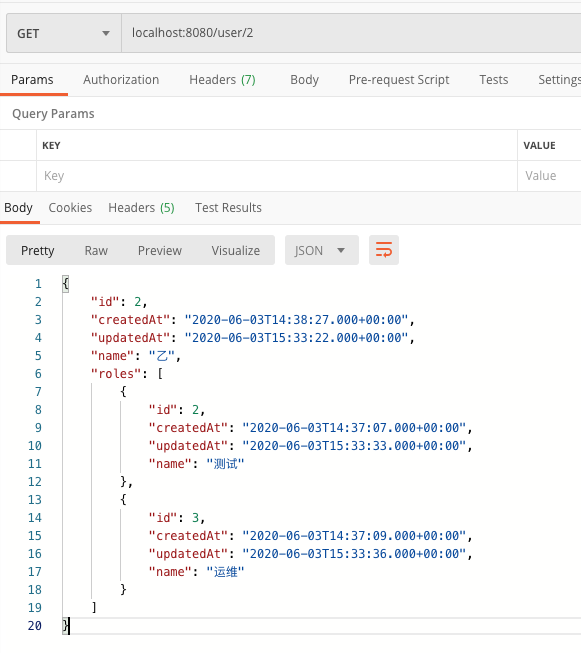 GET localhost:8080/user/2
Params Authorization Headers (7) Body Pre-request Script Tests Settings
Query Params
KEY VALUE
Key Value
Body Cookies Headers (5) Test Results
Pretty Raw Preview Visualize JSON
1 {
2 "id": 2,
3 "createdAt": "2020-06-03T14:38:27.000+00:00",
4 "updatedAt": "2020-06-03T15:33:22.000+00:00",
5 "name": "乙",
6 "roles": [
7 {
8 "id": 2,
9 "createdAt": "2020-06-03T14:37:07.000+00:00",
10 "updatedAt": "2020-06-03T15:33:33.000+00:00",
11 "name": "测试"
12 },
13 {
14 "id": 3,
15 "createdAt": "2020-06-03T14:37:09.000+00:00",
16 "updatedAt": "2020-06-03T15:33:36.000+00:00",
17 "name": "运维"
18 }
19 ]
20 }